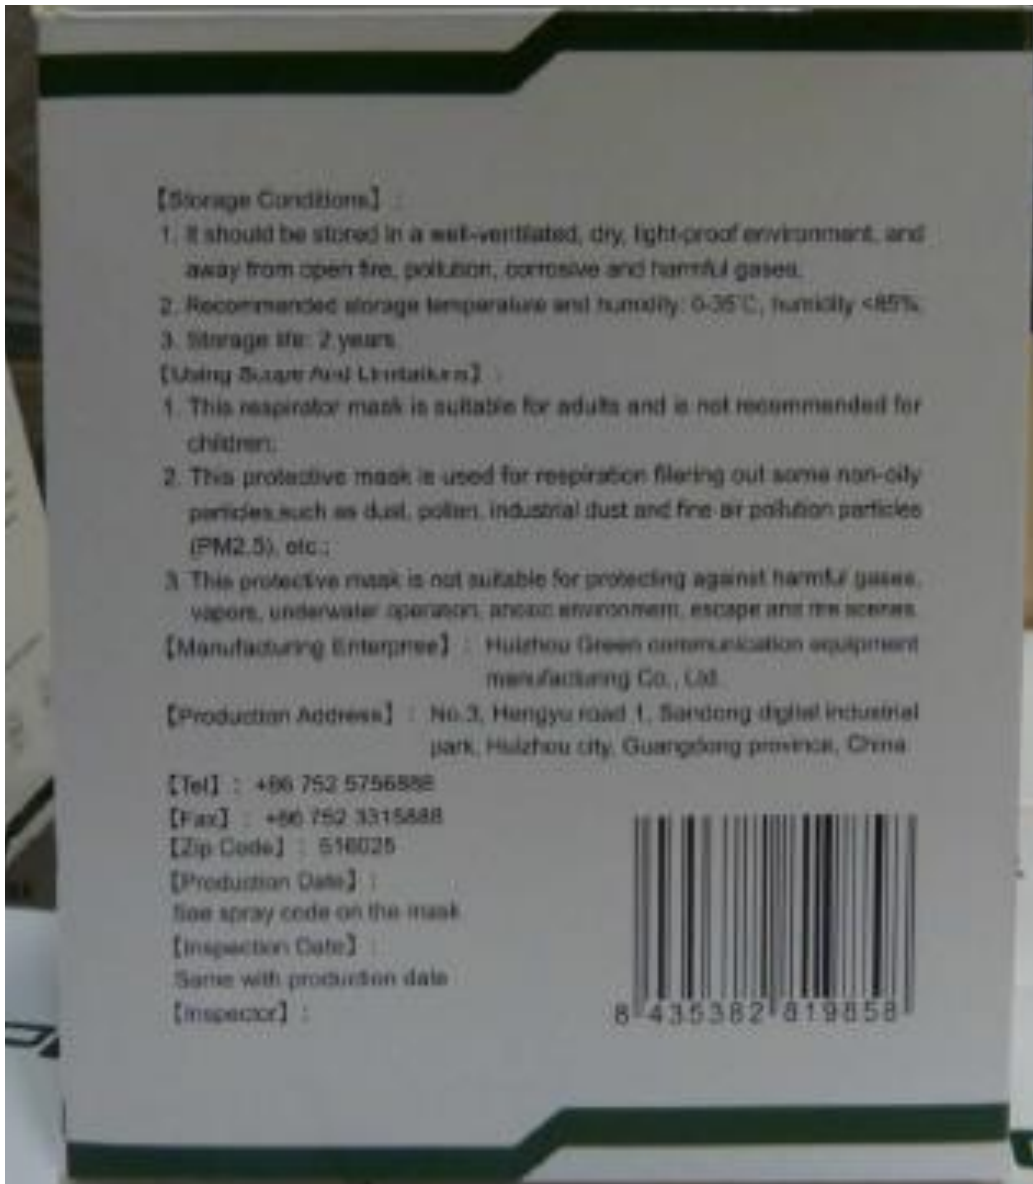 【Storage Conditions】 :
1. It should be stored in a well-ventilated, dry, light-proof environment, and
away from open fire, pollution, corrosive and harmful gases.
2. Recommended storage temperature and humidity: 0-35℃, humidity <85%.
3. Storage life: 2 years
【Using Scope And Limitations】 :
1. This respirator mask is suitable for adults and is not recommended for
children;
2. This protective mask is used for respiration filering out some non-oily
particles,such as dust, pollen, industrial dust and fine air pollution particles
(PM2.5), etc.;
3. This protective mask is not suitable for protecting against harmful gases,
vapors, underwater operation, anoxic environment, escape and fire scenes.
【Manufacturing Enterprise】 : Huizhou Green communication equipment
manufacturing Co., Ltd.
【Production Address】 : No.3, Hengyu road 1, Sandong digital industrial
park, Huizhou city, Guangdong province, China
【Tel】 : +86 752 5756888
【Fax】 : +86 752 3315888
【Zip Code】 : 516025
【Production Date】 :
See spray code on the mask
【Inspection Date】 :
Same with production date
【Inspector】 :
8 435382 819858